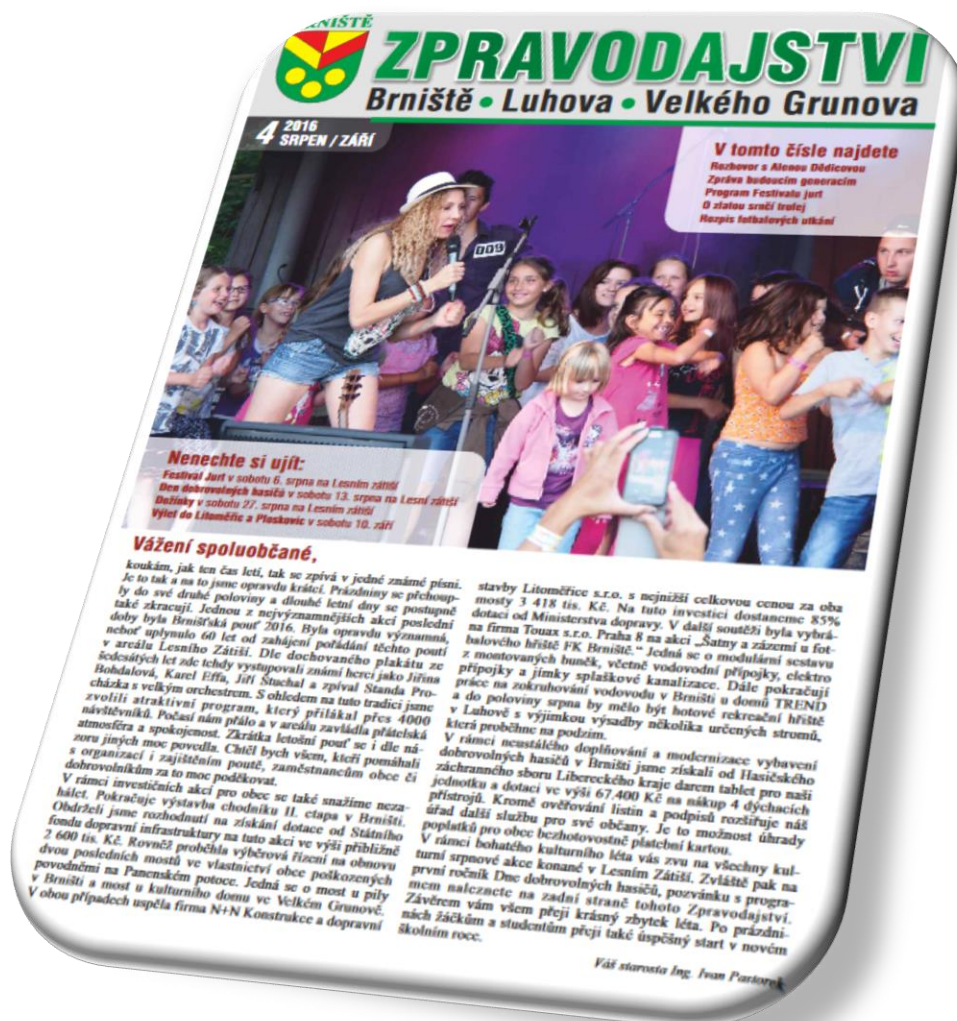 BRNIŠTĚ
ZPRAVODAJSTVÍ
Brniště • Luhova • Velkého Grunova
4 2016
SRPEN / ZÁŘÍ
V tomto čísle najdete
Rozhovor s Alenou Dědicovou
Zpráva budoucím generacím
Program Festivalu jurt
O zlatou srnčí trofej
Rozpis fotbalových utkání
009
Nenechte si ujít:
Festival Jurt v sobotu 6. srpna na Lesním zátiší
Den dobrovolných hasičů v sobotu 13. srpna na Lesní zátiší
Dožínky v sobotu 27. srpna na Lesním zátiší
Výlet do Litoměřic a Ploskovic v sobotu 10. září
Vážení spoluobčané,
koukám, jak ten čas letí, tak se zpívá v jedné známé písni.
Je to tak a na to jsme opravdu krátcí. Prázdniny se přehoup-
ly do své druhé poloviny a dlouhé letní dny se postupně
také zkracují. Jednou z nejvýznamnějších akcí poslední
doby byla Brnišťská pouť 2016. Byla opravdu významná,
neboť uplynulo 60 let od zahájení pořádání těchto poutí
v areálu Lesního Zátiší. Dle dochovaného plakátu ze
šedesátých let zde tehdy vystupovali známí herci jako Jiřina
Bohdalová, Karel Effa, Jiří Štuchal a zpíval Standa Pro-
cházka s velkým orchestrem. S ohledem na tuto tradici jsme
zvolili atraktivní program, který přilákal přes 4000
návštěvníků. Počasí nám přálo a v areálu zavládla přátelská
atmosféra a spokojenost. Zkrátka letošní pouť se i dle ná-
zoru jiných moc povedla. Chtěl bych všem, kteří pomáhali
s organizací i zajištěním poutě, zaměstnancům obce či
dobrovolníkům za to moc poděkovat.
V rámci investičních akcí pro obec se také snažíme neza-
hálet. Pokračuje výstavba chodníku II. etapa v Brništi.
Obdrželi jsme rozhodnutí na získání dotace od Státního
fondu dopravní infrastruktury na tuto akci ve výši přibližně
2 600 tis. Kč. Rovněž proběhla výběrová řízení na obnovu
dvou posledních mostů ve vlastnictví obce poškozených
povodněmi na Panenském potoce. Jedná se o most u pily
v Brništi a most u kulturního domu ve Velkém Grunově.
V obou případech uspěla firma N+N Konstrukce a dopravní
stavby Litoměřice s.r.o. s nejnižší celkovou cenou za oba
mosty 3 418 tis. Kč. Na tuto investici dostaneme 85%
dotaci od Ministerstva dopravy. V další soutěži byla vybrá-
na firma Touax s.r.o. Praha 8 na akci „Šatny a zázemí u fot-
balového hřiště FK Brniště.“ Jedná se o modulární sestavu
z montovaných buněk, včetně vodovodní přípojky, elektro
přípojky a jímky splaškové kanalizace. Dále pokračují
práce na zokruhování vodovodu v Brništi u domů TREND
a do poloviny srpna by mělo být hotové rekreační hřiště
v Luhově s výjimkou výsadby několika určených stromů,
která proběhne na podzim.
V rámci neustálého doplňování a modernizace vybavení
dobrovolných hasičů v Brništi jsme získali od Hasičského
záchranného sboru Libereckého kraje darem tablet pro naši
jednotku a dotaci ve výši 67.400 Kč na nákup 4 dýchacích
přístrojů. Kromě ověřování listin a podpisů rozšiřuje náš
úřad další službu pro své občany. Je to možnost úhrady
poplatků pro obec bezhotovostně platební kartou.
V rámci bohatého kulturního léta vás zvu na všechny kul-
turní srpnové akce konané v Lesním Zátiší. Zvláště pak na
první ročník Dne dobrovolných hasičů, pozvánku s progra-
mem naleznete na zadní straně tohoto Zpravodajství.
Závěrem vám všem přeji krásný zbytek léta. Po prázdni-
nách žáčkům a studentům přeji také úspěšný start v novém
školním roce.
Váš starosta Ing. Ivan Paršorek